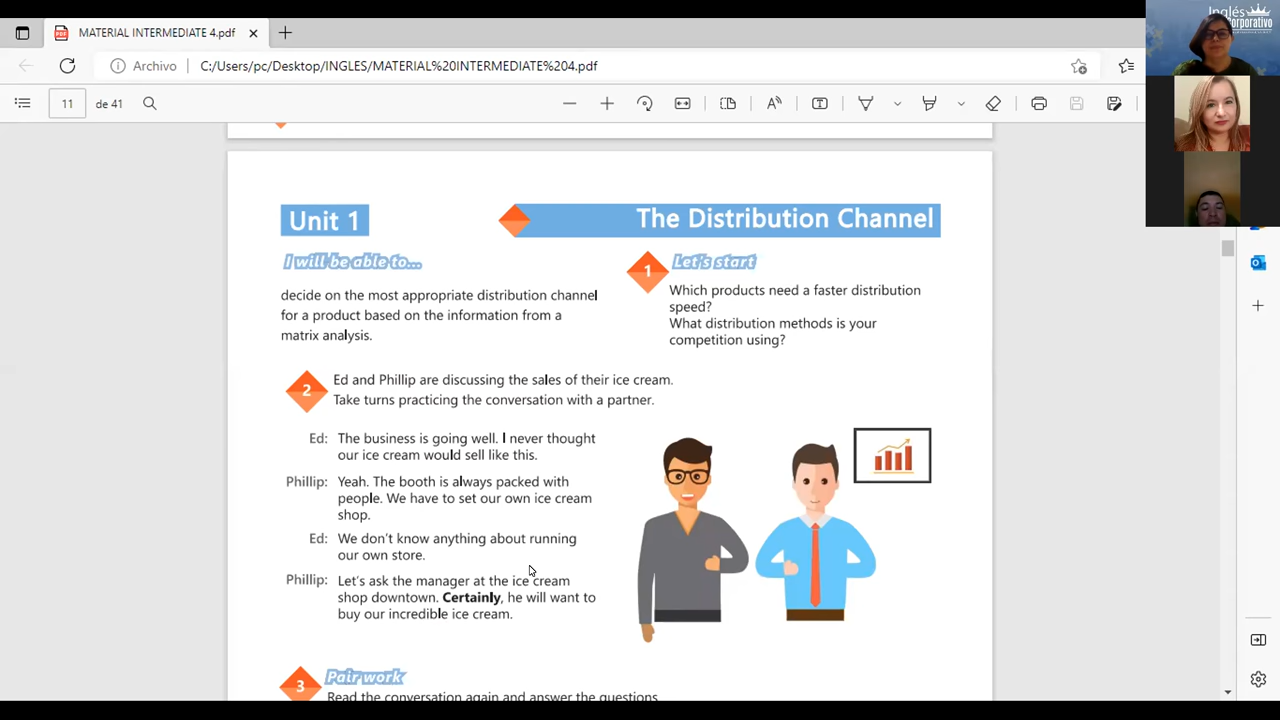 MATERIAL INTERMEDIATE 4.pdf
Archivo
C:/Users/pc/Desktop/INGLES/MATERIAL%20INTERMEDIATE%204.pdf
11
de 41
Inglés
Unit 1
The Distribution Channel
I will be able to...
decide on the most appropriate distribution channel
for a product based on the information from a
matrix analysis.
1
Let's start
Which products need a faster distribution
speed?
What distribution methods is your
competition using?
2
Ed and Phillip are discussing the sales of their ice cream.
Take turns practicing the conversation with a partner.
Ed: The business is going well. I never thought
our ice cream would sell like this.
Phillip: Yeah. The booth is always packed with
people. We have to set our own ice cream
shop.
Ed: We don't know anything about running
our own store.
Phillip: Let's ask the manager at the ice cream
shop downtown. Certainly, he will want to
buy our incredible ice cream.
3
Pair work
Read the conversation again and answer the questions.